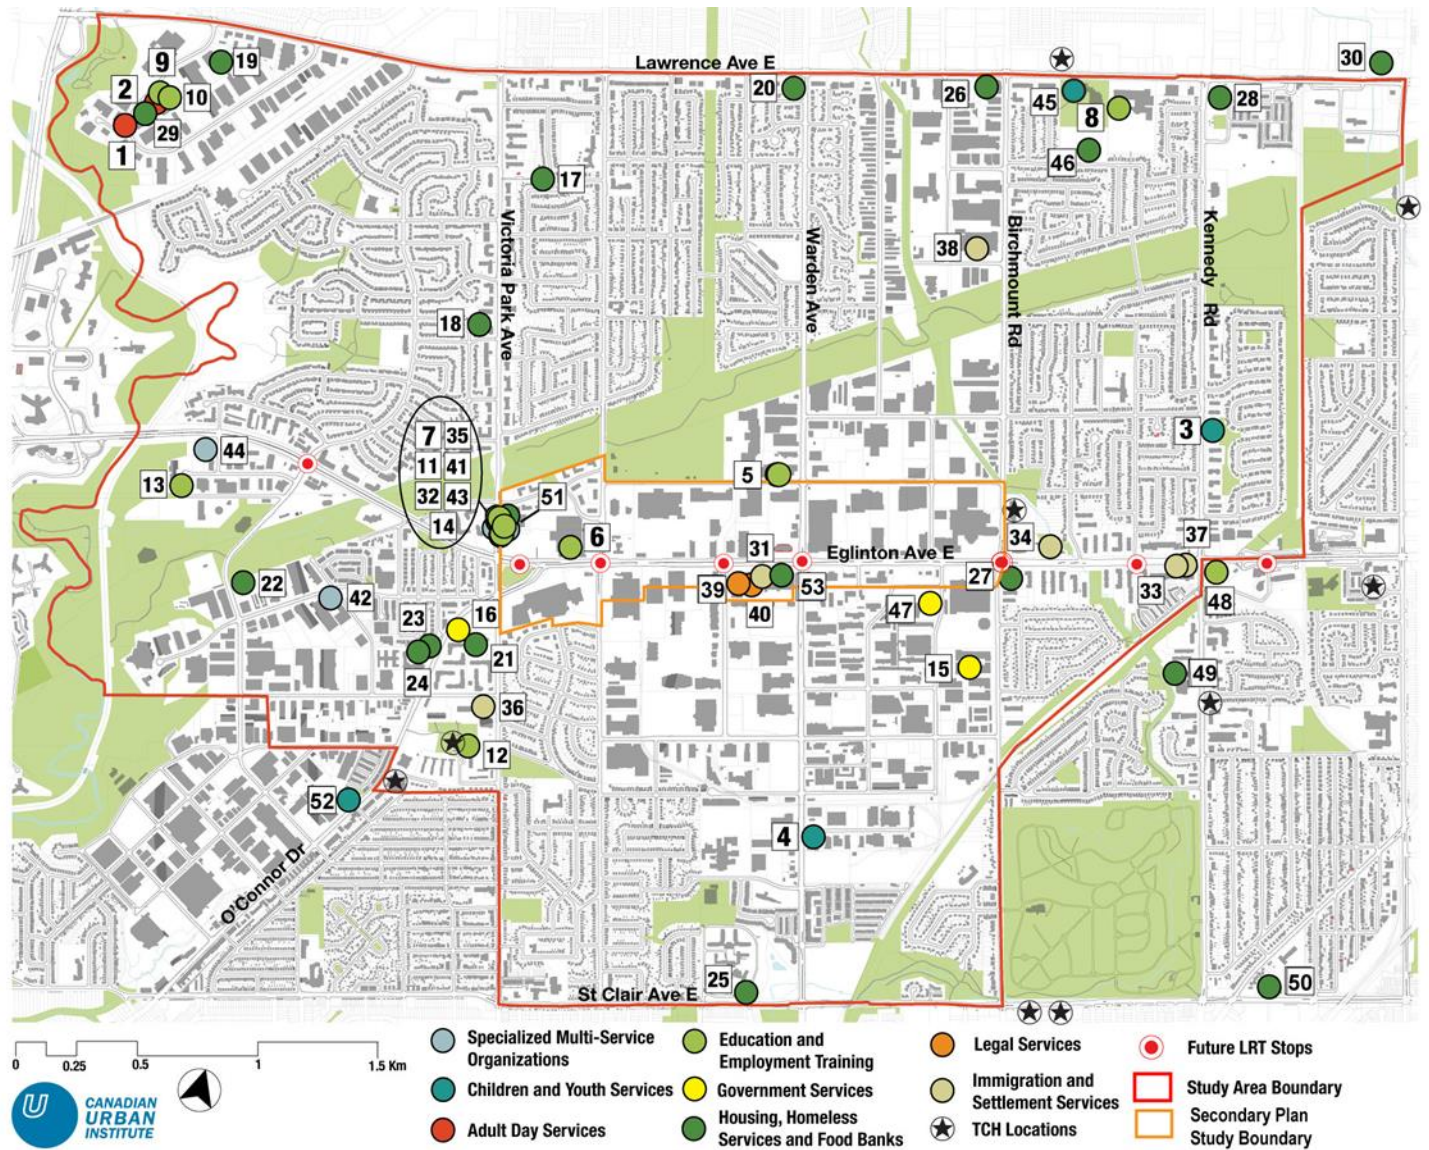 Lawrence Ave E
9
19
2
10
29
1
20
26
45
8
28
30
46
17
38
Victoria Park Ave
Warden Ave
Birchmount Rd
Kennedy Rd
18
7 35
11 41
32 43
14
44
13
51
5
3
6
31
Eglinton Ave E
34
37
22
42
39
40
53
27
33
48
47
16
23
21
24
15
49
36
12
52
4
O'Connor Dr
25
St Clair Ave E
50
0 0.25 0.5 1 1.5 Km
CANADIAN
URBAN
INSTITUTE
Specialized Multi-Service
Organizations
Children and Youth Services
Adult Day Services
Education and
Employment Training
Government Services
Housing, Homeless
Services and Food Banks
Legal Services
Immigration and
Settlement Services
TCH Locations
Future LRT Stops
Study Area Boundary
Secondary Plan
Study Boundary